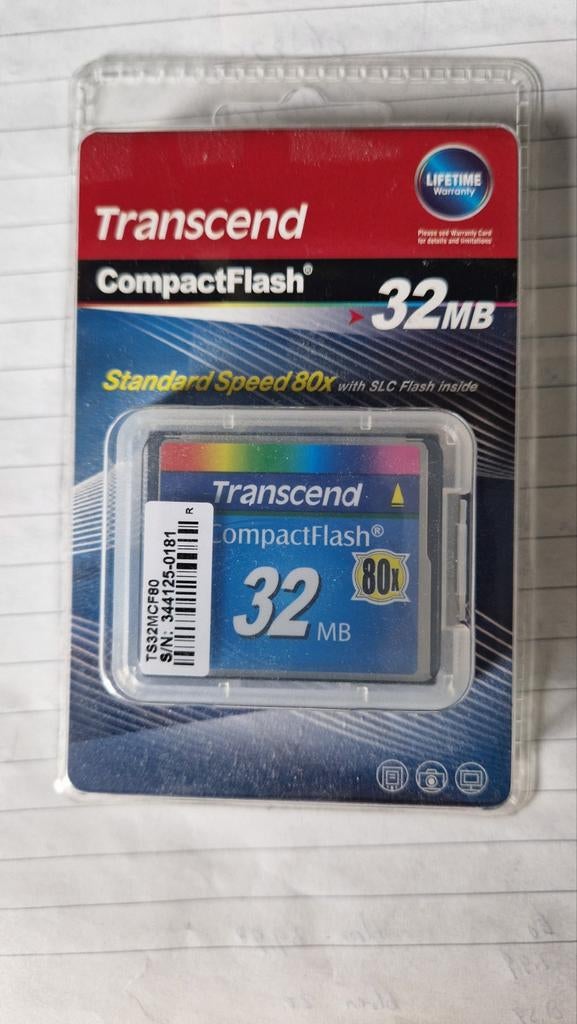 LIFETIME
Warranty
Please see Warranty Card
for details and limitations
Transcend
CompactFlash®
32MB
Standard Speed 80x with SLC Flash inside
Transcend
CompactFlash®
80x
32 MB
TS32MCF80
S/N: 344125-0181
R